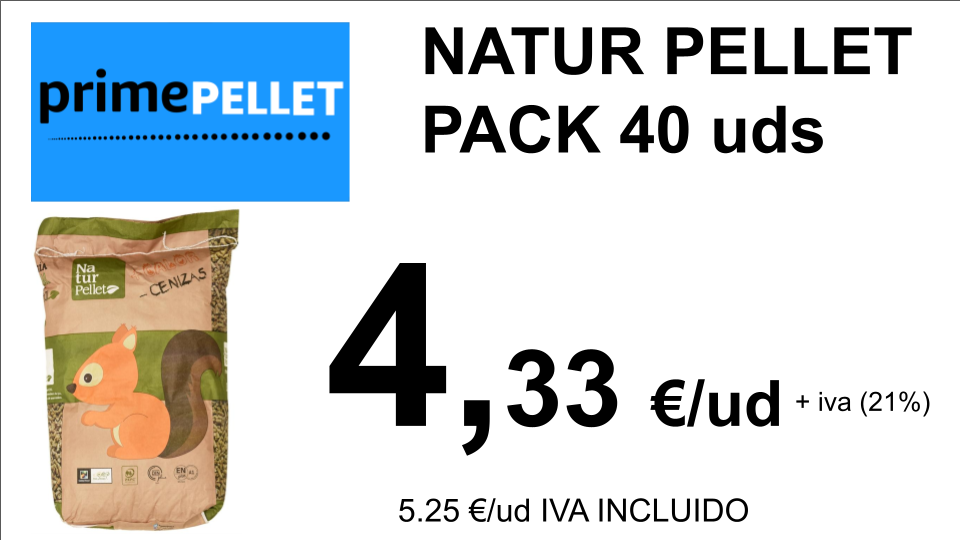 primePELLET
NATUR PELLET
PACK 40 uds
Na
tur
Pellet
-CENIZAS
4,33 €/ud + iva (21%)
5.25 €/ud IVA INCLUIDO